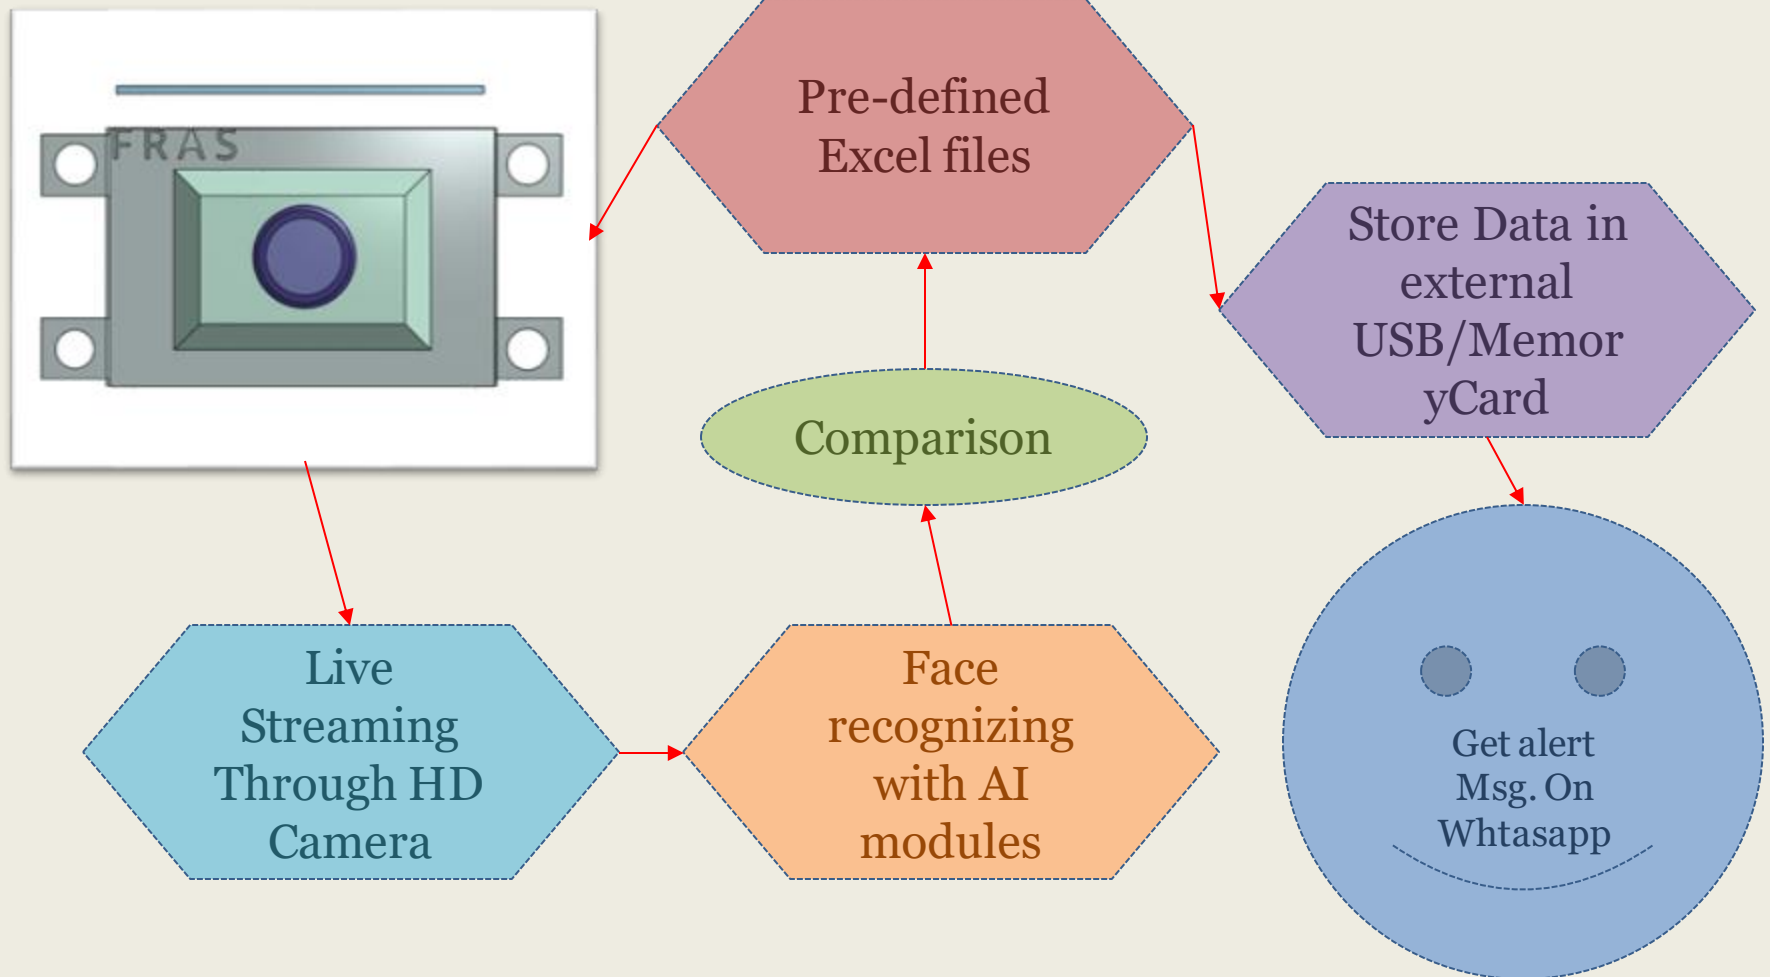 FRAS
Pre-defined
Excel files
Store Data in
external
USB/Memor
yCard
Comparison
Live
Streaming
Through HD
Camera
Face
recognizing
with AI
modules
Get alert
Msg. On
Whtasapp